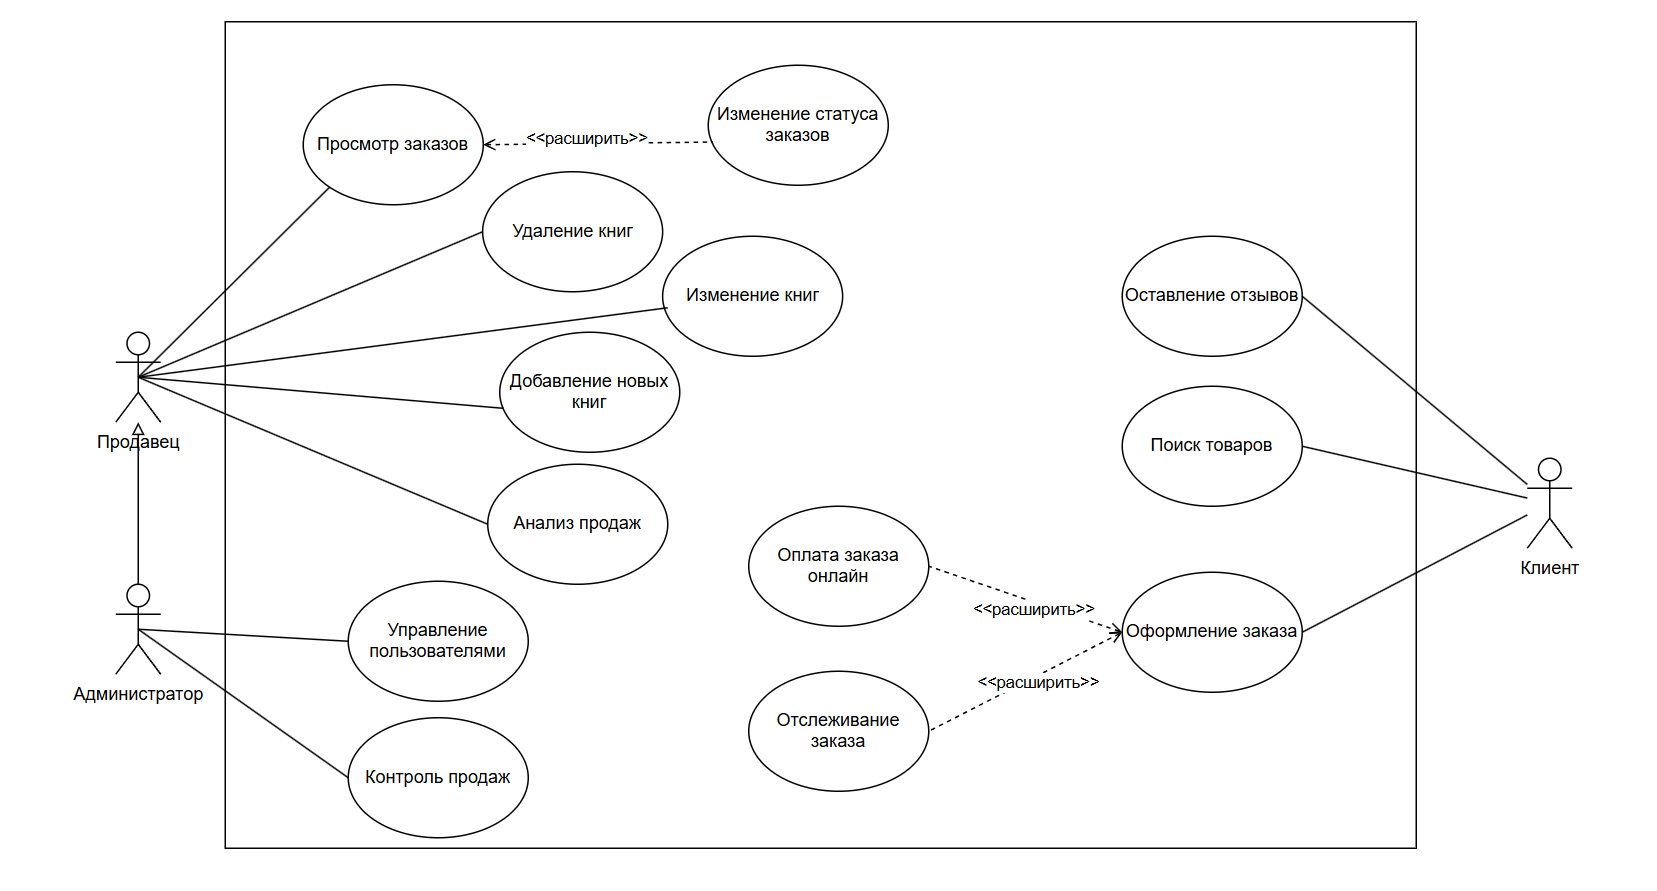 Изменение статуса
заказов
Просмотр заказов
<<расширить>>
Удаление книг
Изменение книг
Оставление отзывов
Добавление новых
книг
Продавец
Поиск товаров
Анализ продаж
Оплата заказа
онлайн
Клиент
<<расширить>>
Управление
пользователями
Оформление заказа
Администратор
<<расширить>>
Отслеживание
заказа
Контроль продаж